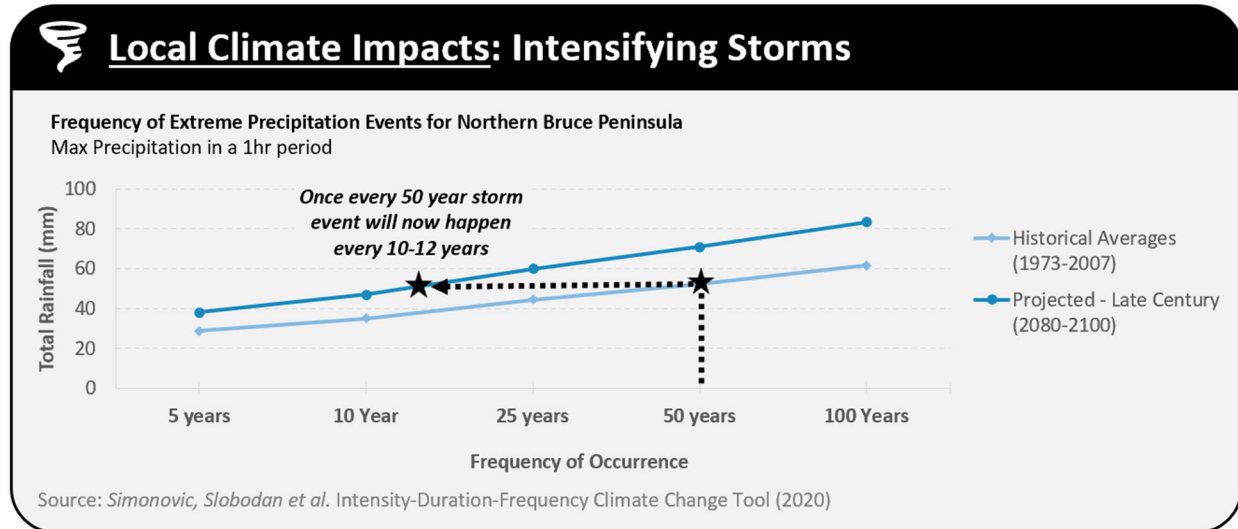 Local Climate Impacts: Intensifying Storms
Frequency of Extreme Precipitation Events for Northern Bruce Peninsula
Max Precipitation in a 1hr period
Total Rainfall (mm)
100
80
60
40
20
0
Once every 50 year storm
event will now happen
every 10-12 years
Historical Averages
(1973-2007)
Projected - Late Century
(2080-2100)
5 years
10 Year
25 years
50 years
100 Years
Frequency of Occurrence
Source: Simonovic, Slobodan et al. Intensity-Duration-Frequency Climate Change Tool (2020)